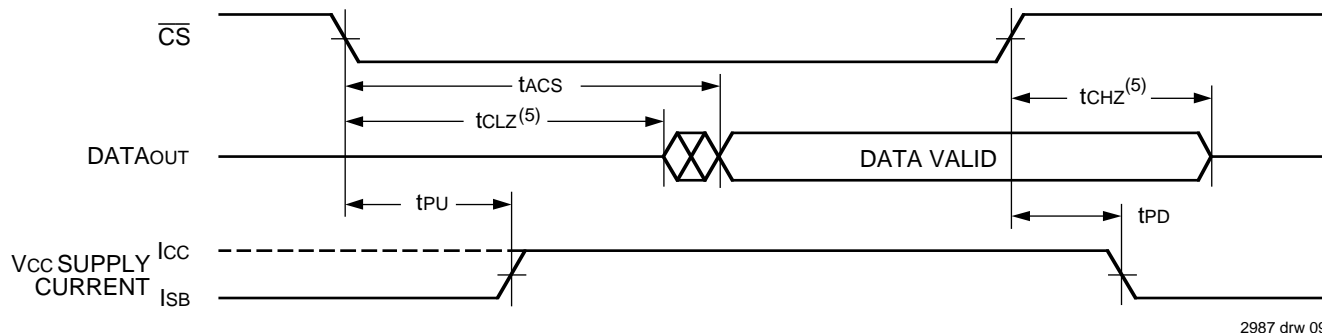 CS
tACS
tCLZ(5)
tCHZ(5)
DATAOUT
DATA VALID
tPU
tPD
ICC
VCC SUPPLY
CURRENT
ISB
2987 drw 09